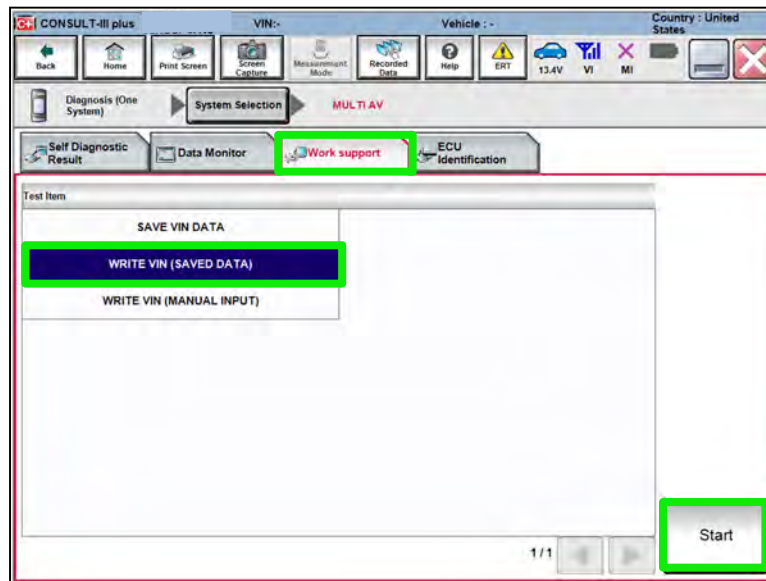 C+ CONSULT-III plus VIN:- Vehicle : - Country : United
States
Back Home Print Screen Screen
Capture Measurement
Mode Recorded
Data Help ERT 13.4V VI MI
Diagnosis (One
System) System Selection MULTI AV
Self Diagnostic
Result Data Monitor Work support ECU
Identification
Test Item
SAVE VIN DATA
WRITE VIN (SAVED DATA)
WRITE VIN (MANUAL INPUT)
Start
1/1